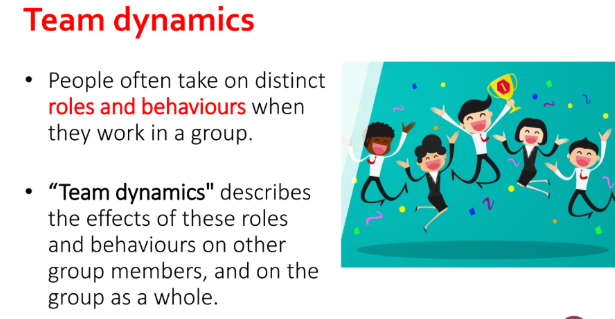 Team dynamics
• People often take on distinct
roles and behaviours when
they work in a group.
• “Team dynamics" describes
the effects of these roles
and behaviours on other
group members, and on the
group as a whole.
1